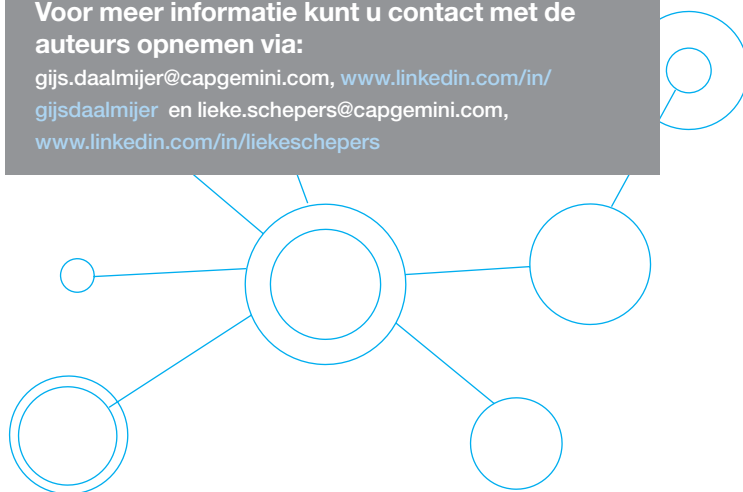 Voor meer informatie kunt u contact met de
auteurs opnemen via:
gijs.daalmijer@capgemini.com, www.linkedin.com/in/
gijsdaalmijer en lieke.schepers@capgemini.com,
www.linkedin.com/in/liekeschepers